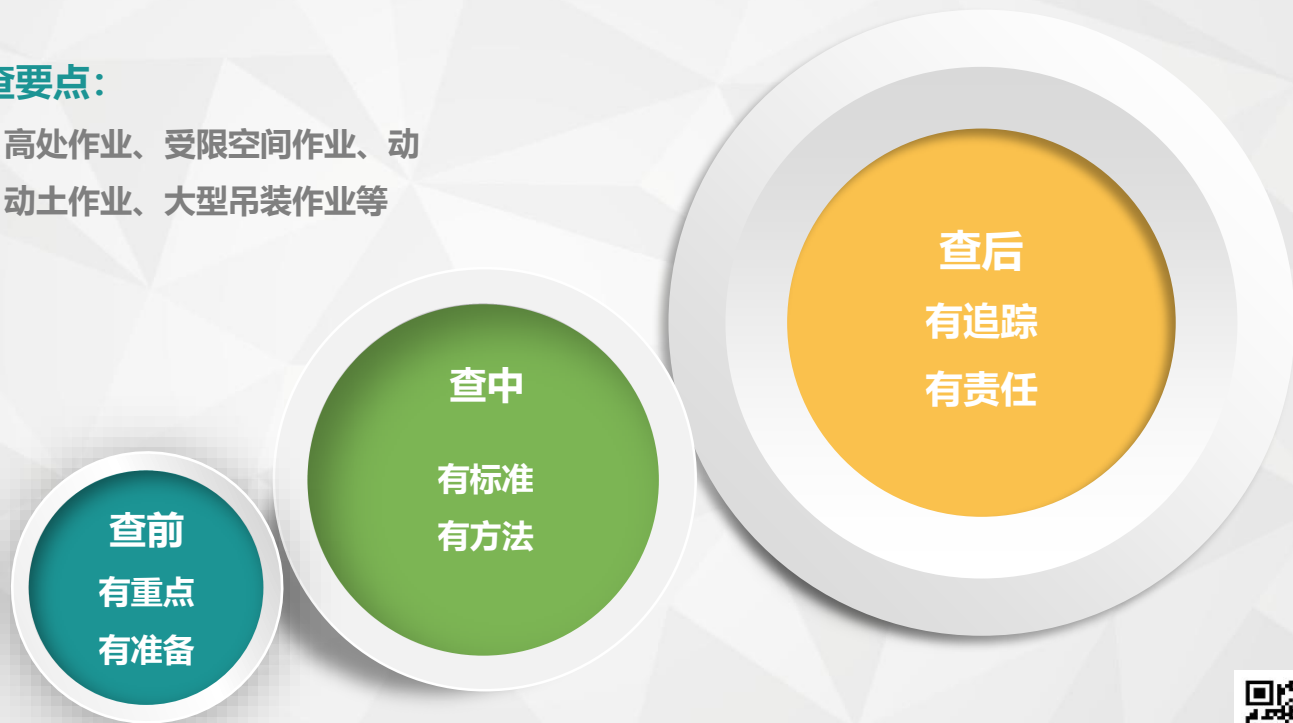 查要点：
高处作业、受限空间作业、动
动土作业、大型吊装作业等
查前
有重点
有准备
查中
有标准
有方法
查后
有追踪
有责任